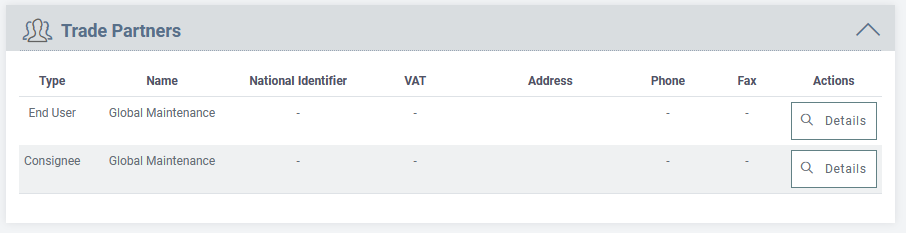 Trade Partners
Type Name National Identifier VAT Address Phone Fax Actions
End User Global Maintenance - - - - Details
Consignee Global Maintenance - - - - Details